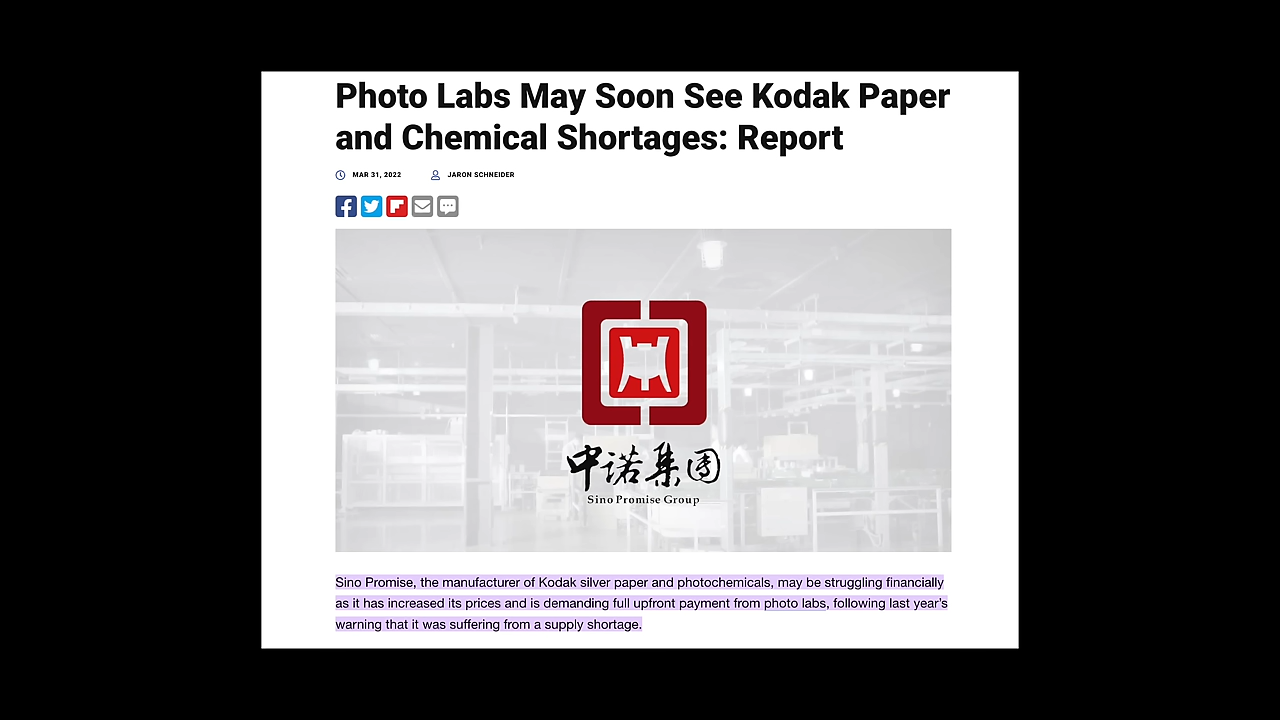 Photo Labs May Soon See Kodak Paper
and Chemical Shortages: Report
MAR 31, 2022 JARON SCHNEIDER
中诺集团
Sino Promise Group
Sino Promise, the manufacturer of Kodak silver paper and photochemicals, may be struggling financially
as it has increased its prices and is demanding full upfront payment from photo labs, following last year's
warning that it was suffering from a supply shortage.